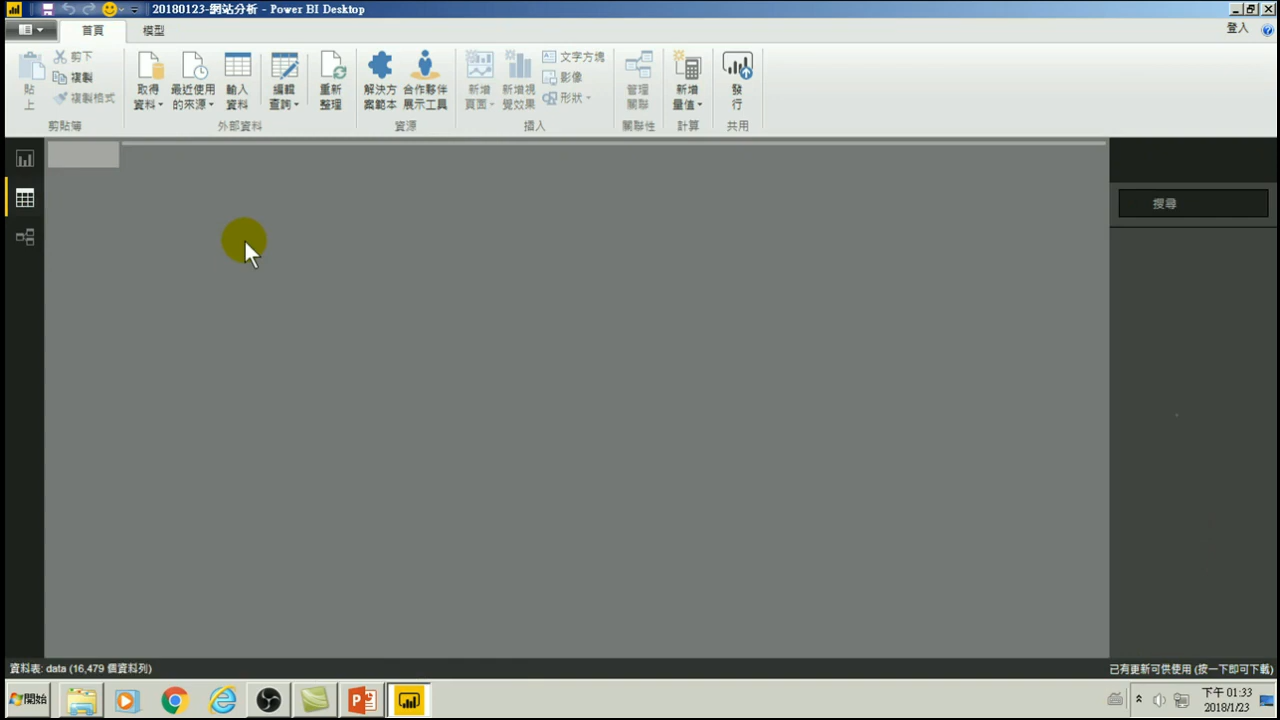 20180123-網站分析 - Power BI Desktop
首頁
模型
登入
貼上
剪下
複製
複製格式
剪貼簿
取得資料
最近使用的來源
輸入資料
編輯查詢
重新整理
外部資料
解決方案範本
合作夥伴展示工具
資源
新增頁面
新增視覺效果
文字方塊
影像
形狀
插入
管理關聯
關聯性
新增量值
計算
發行
共用
搜尋
資料表: data (16,479 個資料列)
已有更新可供使用 (按一下即可下載)
開始
下午 01:33
2018/1/23